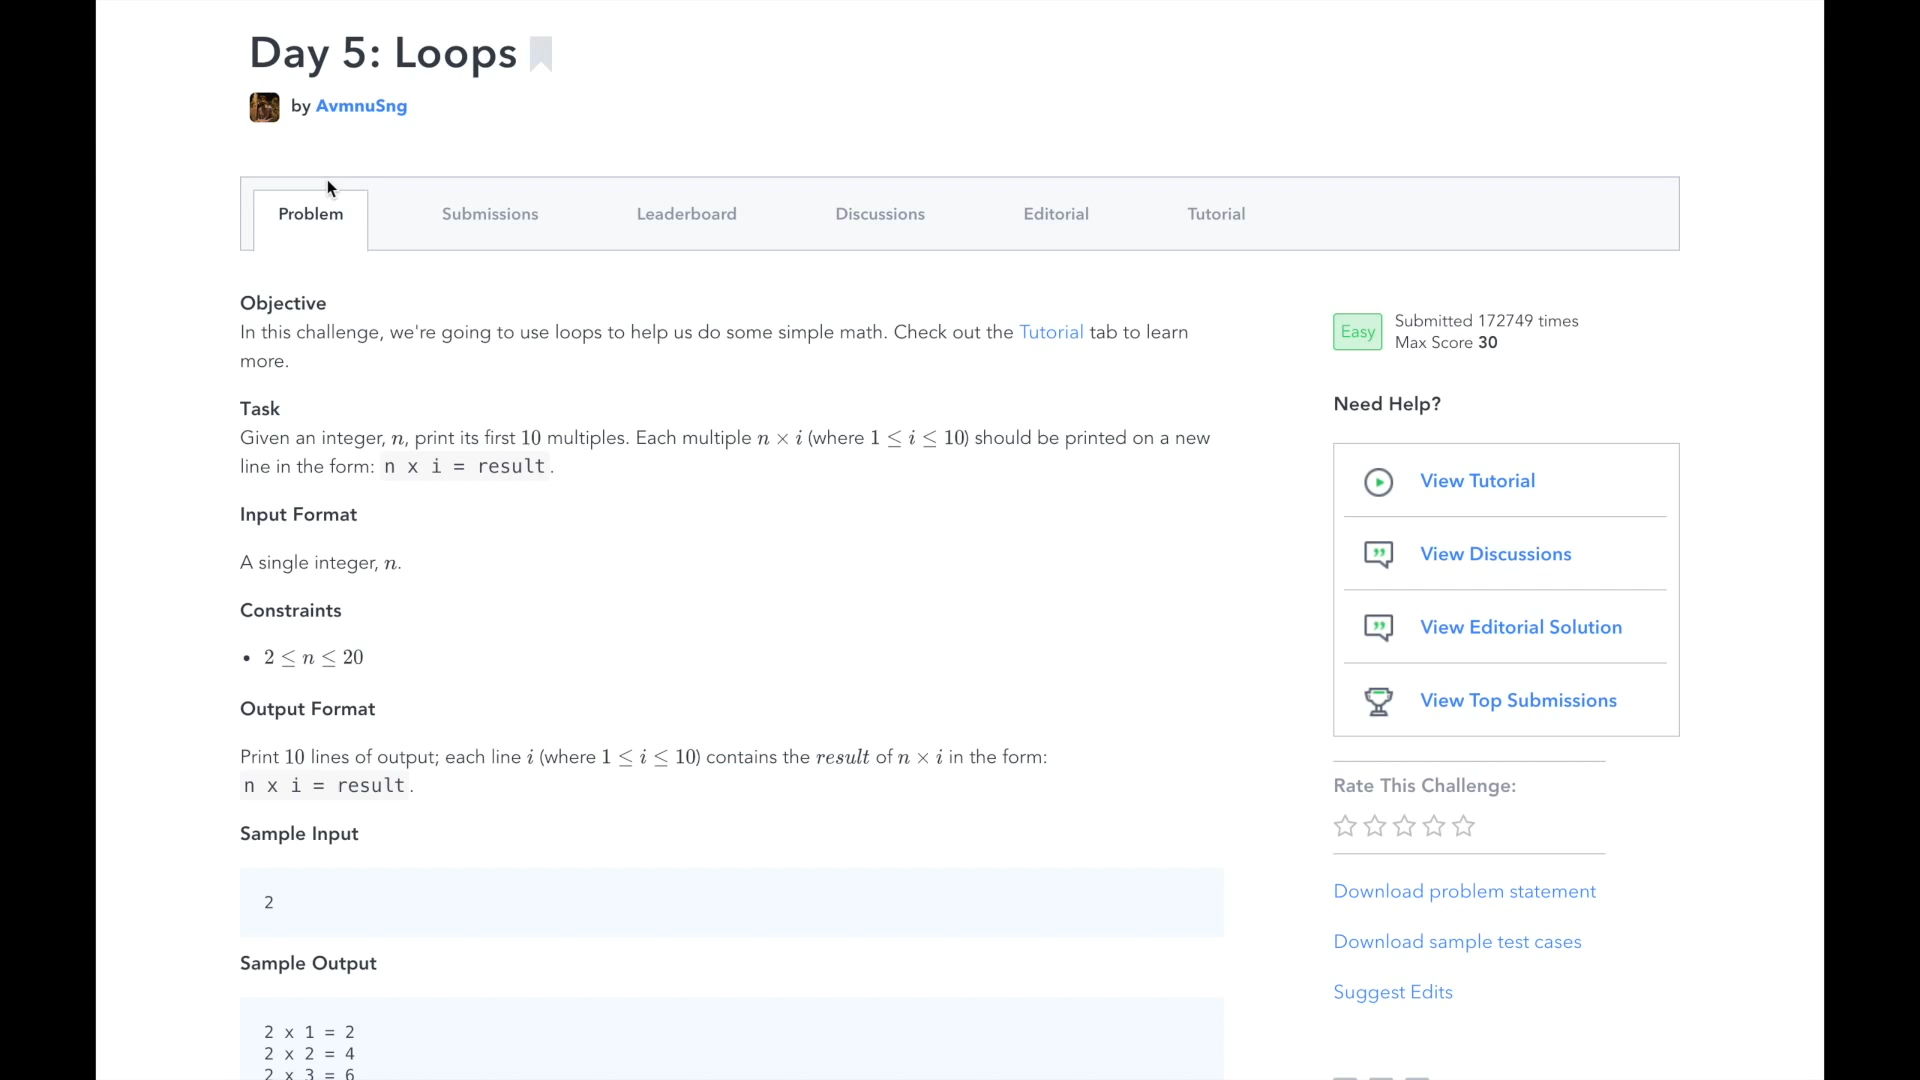 Day 5: Loops
by AvmnuSng
Problem Submissions Leaderboard Discussions Editorial Tutorial
Objective
In this challenge, we're going to use loops to help us do some simple math. Check out the Tutorial tab to learn
more.
Task
Given an integer, n, print its first 10 multiples. Each multiple n × i (where 1 ≤ i ≤ 10) should be printed on a new
line in the form: n x i = result.
Input Format
A single integer, n.
Constraints
• 2 ≤ n ≤ 20
Output Format
Print 10 lines of output; each line i (where 1 ≤ i ≤ 10) contains the result of n × i in the form:
n x i = result.
Sample Input
2
Sample Output
2 x 1 = 2
2 x 2 = 4
2 x 3 = 6
Easy
Submitted 172749 times
Max Score 30
Need Help?
View Tutorial
View Discussions
View Editorial Solution
View Top Submissions
Rate This Challenge:
Download problem statement
Download sample test cases
Suggest Edits